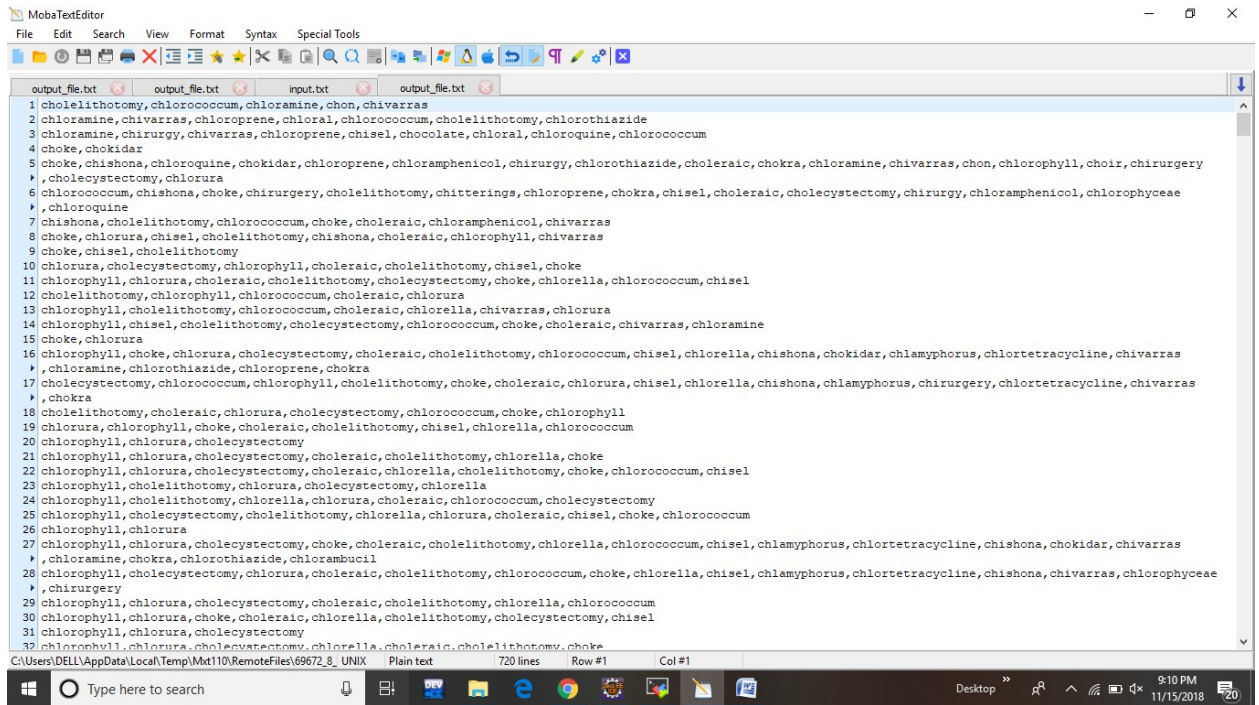 MobaTextEditor
File Edit Search View Format Syntax Special Tools
output_file.txt output_file.txt input.txt output_file.txt
1 cholelithotomy,chlorococcum,chloramine,chon,chivarras
2 chloramine,chivarras,chloroprene,chloral,chlorococcum,cholelithotomy,chlorothiazide
3 chloramine,chirurgy,chivarras,chloroprene,chisel,chocolate,chloral,chloroquine,chlorococcum
4 choke,chokidar
5 choke,chishona,chloroquine,chokidar,chloroprene,chloramphenicol,chirurgy,chlorothiazide,choleraic,chokra,chloramine,chivarras,chon,chlorophyll,choir,chirurgery
,cholecystectomy,chlorura
6 chlorococcum,chishona,choke,chirurgery,cholelithotomy,chitterings,chloroprene,chokra,chisel,choleraic,cholecystectomy,chirurgy,chloramphenicol,chlorophyceae
,chloroquine
7 chishona,cholelithotomy,chlorococcum,choke,choleraic,chloramphenicol,chivarras
8 choke,chlorura,chisel,cholelithotomy,chishona,choleraic,chlorophyll,chivarras
9 choke,chisel,cholelithotomy
10 chlorura,cholecystectomy,chlorophyll,choleraic,cholelithotomy,chisel,choke
11 chlorophyll,chlorura,choleraic,cholelithotomy,cholecystectomy,choke,chlorella,chlorococcum,chisel
12 cholelithotomy,chlorophyll,chlorococcum,choleraic,chlorura
13 chlorophyll,cholelithotomy,chlorococcum,choleraic,chlorella,chivarras,chlorura
14 chlorophyll,chisel,cholelithotomy,cholecystectomy,chlorococcum,choke,choleraic,chivarras,chloramine
15 choke,chlorura
16 chlorophyll,choke,chlorura,cholecystectomy,choleraic,cholelithotomy,chlorococcum,chisel,chlorella,chishona,chokidar,chlamyphorus,chlortetracycline,chivarras
,chloramine,chlorothiazide,chloroprene,chokra
17 cholecystectomy,chlorococcum,chlorophyll,cholelithotomy,choke,choleraic,chlorura,chisel,chlorella,chishona,chlamyphorus,chirurgery,chlortetracycline,chivarras
,chokra
18 cholelithotomy,choleraic,chlorura,cholecystectomy,chlorococcum,choke,chlorophyll
19 chlorura,chlorophyll,choke,choleraic,cholelithotomy,chisel,chlorella,chlorococcum
20 chlorophyll,chlorura,cholecystectomy
21 chlorophyll,chlorura,cholecystectomy,choleraic,cholelithotomy,chlorella,choke
22 chlorophyll,chlorura,cholecystectomy,choleraic,chlorella,cholelithotomy,choke,chlorococcum,chisel
23 chlorophyll,cholelithotomy,chlorura,cholecystectomy,chlorella
24 chlorophyll,cholelithotomy,chlorella,chlorura,choleraic,chlorococcum,cholecystectomy
25 chlorophyll,cholecystectomy,cholelithotomy,chlorella,chlorura,choleraic,chisel,choke,chlorococcum
26 chlorophyll,chlorura
27 chlorophyll,chlorura,cholecystectomy,choke,choleraic,cholelithotomy,chlorella,chlorococcum,chisel,chlamyphorus,chlortetracycline,chishona,chokidar,chivarras
,chloramine,chokra,chlorothiazide,chlorambucil
28 chlorophyll,cholecystectomy,chlorura,choleraic,cholelithotomy,chlorococcum,choke,chlorella,chisel,chlamyphorus,chlortetracycline,chishona,chivarras,chlorophyceae
,chirurgery
29 chlorophyll,chlorura,cholecystectomy,choleraic,cholelithotomy,chlorella,chlorococcum
30 chlorophyll,chlorura,choke,choleraic,chlorella,cholelithotomy,cholecystectomy,chisel
31 chlorophyll,chlorura,cholecystectomy
32 chlorophyll,chlorura,cholecystectomy,chlorella,choleraic,cholelithotomy,choke
C:\Users\DELL\AppData\Local\Temp\Mxt110\RemoteFiles\69672_8_ UNIX Plain text 720 lines Row #1 Col #1
Type here to search DEV Desktop 9:10 PM
11/15/2018 20